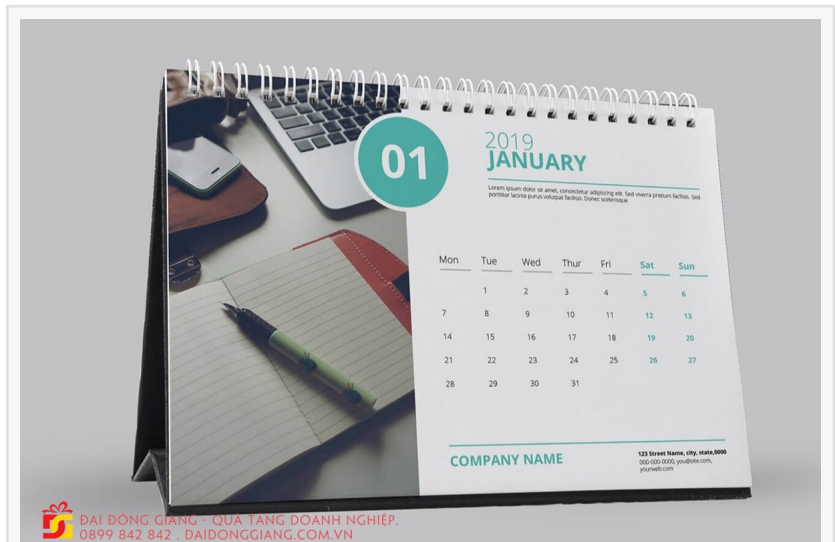 01
2019
JANUARY
Lorem ipsum dolor sit amet, consectetur adipiscing elit. Sed viverra pretium facilisis. Sed
porttitor lacinia purus volutpat facilisis. Donec scelerisque
Mon Tue Wed Thur Fri Sat Sun
1 2 3 4 5 6
7 8 9 10 11 12 13
14 15 16 17 18 19 20
21 22 23 24 25 26 27
28 29 30 31
COMPANY NAME
123 Street Name, city, state,0000
000-000-0000, you@site.com,
yourweb.com
ĐẠI ĐÔNG GIANG - QUÀ TẶNG DOANH NGHIỆP.
0899 842 842 . DAIDONGGIANG.COM.VN